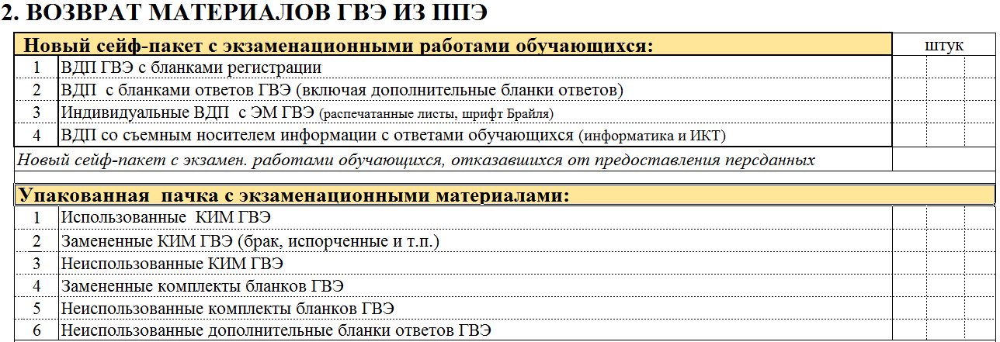 2. ВОЗВРАТ МАТЕРИАЛОВ ГВЭ ИЗ ППЭ
Новый сейф-пакет с экзаменационными работами обучающихся: штук
1 ВДП ГВЭ с бланками регистрации
2 ВДП с бланками ответов ГВЭ (включая дополнительные бланки ответов)
3 Индивидуальные ВДП с ЭМ ГВЭ (распечатанные листы, шрифт Брайля)
4 ВДП со съемным носителем информации с ответами обучающихся (информатика и ИКТ)
Новый сейф-пакет с экзамен. работами обучающихся, отказавшихся от предоставления персданных
Упакованная пачка с экзаменационными материалами:
1 Использованные КИМ ГВЭ
2 Замененные КИМ ГВЭ (брак, испорченные и т.п.)
3 Неиспользованные КИМ ГВЭ
4 Замененные комплекты бланков ГВЭ
5 Неиспользованные комплекты бланков ГВЭ
6 Неиспользованные дополнительные бланки ответов ГВЭ